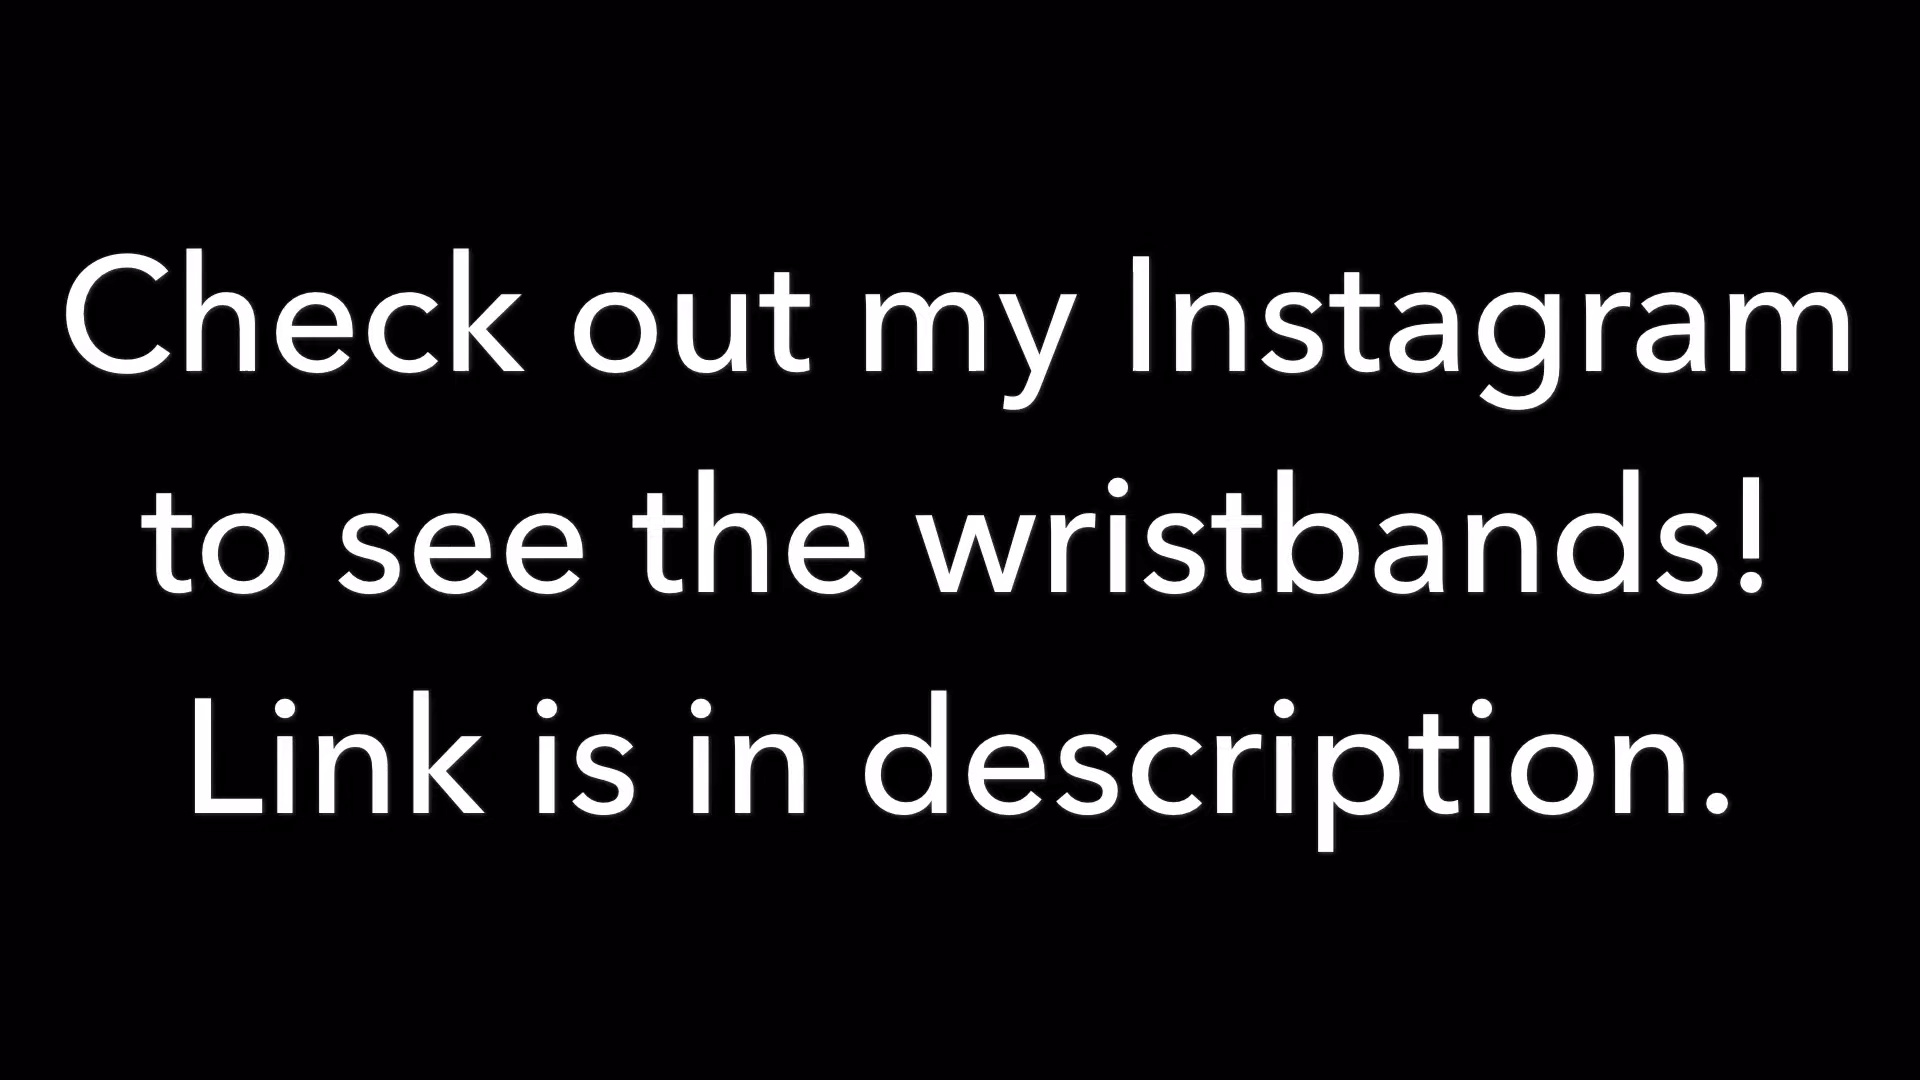 Check out my Instagram
to see the wristbands!
Link is in description.